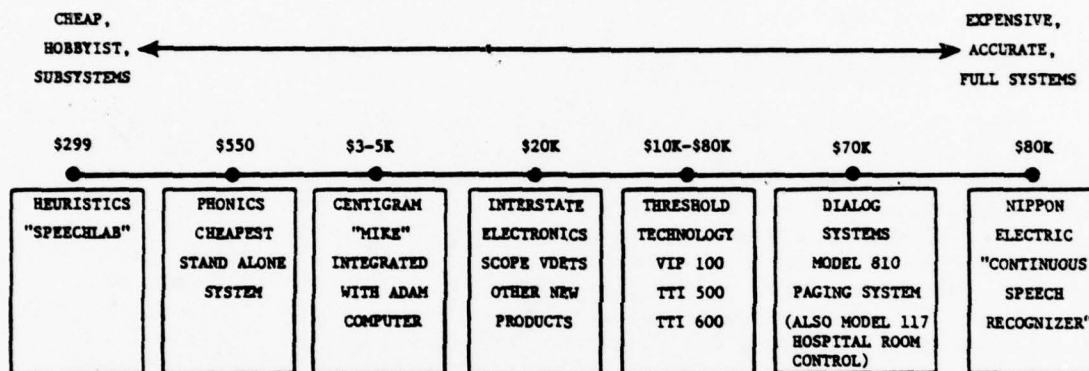 CHEAP,
HOBBYIST,
SUBSYSTEMS
EXPENSIVE,
ACCURATE,
FULL SYSTEMS
$299
HEURISTICS
"SPEECHLAB"
$550
PHONICS
CHEAPEST
STAND ALONE
SYSTEM
$3-5K
CENTIGRAM
"MIKE"
INTEGRATED
WITH ADAM
COMPUTER
$20K
INTERSTATE
ELECTRONICS
SCOPE VDETS
OTHER NEW
PRODUCTS
$10K-$80K
THRESHOLD
TECHNOLOGY
VIP 100
TTI 500
TTI 600
$70K
DIALOG
SYSTEMS
MODEL 810
PAGING SYSTEM
(ALSO MODEL 117
HOSPITAL ROOM
CONTROL)
$80K
NIPPON
ELECTRIC
"CONTINUOUS
SPEECH
RECOGNIZER"